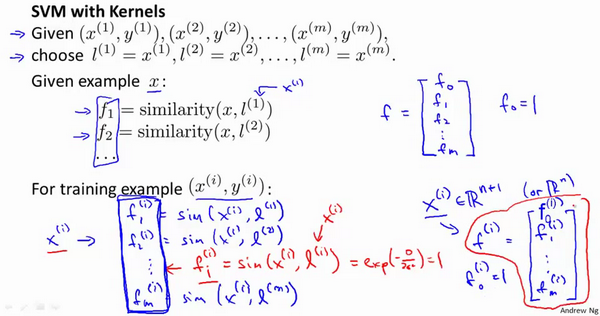 SVM with Kernels
→ Given (x^(1), y^(1)), (x^(2), y^(2)), . . . , (x^(m), y^(m)),
→ choose l^(1) = x^(1), l^(2) = x^(2), . . . , l^(m) = x^(m).
Given example x:
x^(1)
→ f_1 = similarity(x, l^(1))
→ f_2 = similarity(x, l^(2))
. . .
f = [ f_0 f_1 f_2 ⋮ f_m ] f_0 = 1
For training example (x^(i), y^(i)):
x^(i) → f_1^(i) = sim(x^(i), l^(1))
f_2^(i) = sim(x^(i), l^(2))
x^(i)
⋮ ← f_i^(i) = sim(x^(i), l^(i)) = exp(-0/2σ²) = 1
f_m^(i) = sim(x^(i), l^(m))
x^(i) ∈ ℝ^(n+1) (or ℝ^n)
f^(i) = [ f_0^(i) f_1^(i) ⋮ f_m^(i) ]
f_0^(i) = 1
Andrew Ng